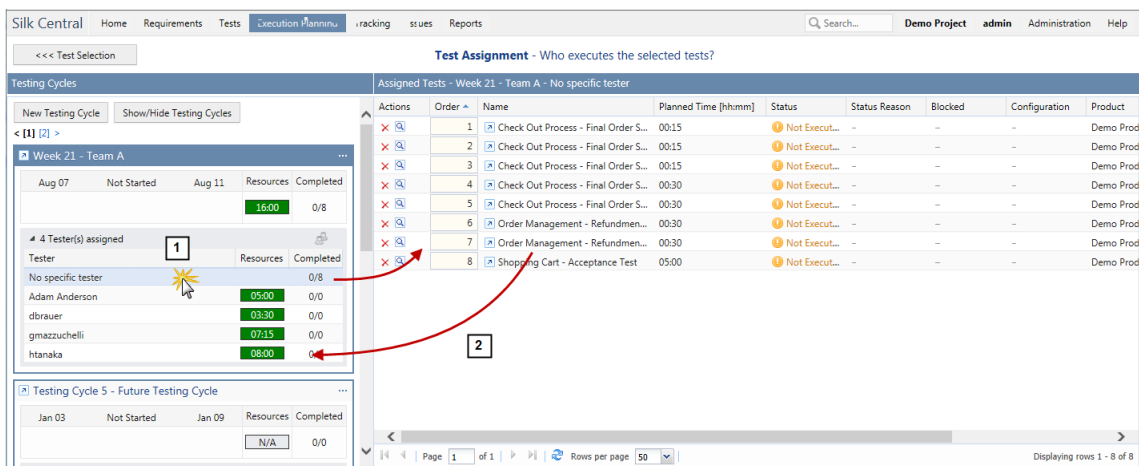 Silk Central Home Requirements Tests Execution Planning racking ssues Reports Search... Demo Project admin Administration Help
<<< Test Selection
Test Assignment - Who executes the selected tests?
Testing Cycles
Assigned Tests - Week 21 - Team A - No specific tester
New Testing Cycle Show/Hide Testing Cycles
< [1] [2] >
Actions Order Name Planned Time [hh:mm] Status Status Reason Blocked Configuration Product
1 Check Out Process - Final Order S... 00:15 Not Execut... – – – Demo Prod
2 Check Out Process - Final Order S... 00:15 Not Execut... – – – Demo Prod
3 Check Out Process - Final Order S... 00:15 Not Execut... – – – Demo Prod
4 Check Out Process - Final Order S... 00:30 Not Execut... – – – Demo Prod
5 Check Out Process - Final Order S... 00:30 Not Execut... – – – Demo Prod
6 Order Management - Refundmen... 00:30 Not Execut... – – – Demo Prod
7 Order Management - Refundmen... 00:30 Not Execut... – – – Demo Prod
8 Shopping Cart - Acceptance Test 05:00 Not Execut... – – – Demo Prod
Week 21 - Team A ...
Aug 07 Not Started Aug 11 Resources Completed
16:00 0/8
4 Tester(s) assigned
1
Tester Resources Completed
No specific tester 0/8
Adam Anderson 05:00 0/0
dbrauer 03:30 0/0
gmazzuchelli 07:15 0/0
htanaka 08:00
2
Testing Cycle 5 - Future Testing Cycle ...
Jan 03 Not Started Jan 09 Resources Completed
N/A 0/0
Page 1 of 1 Rows per page 50 Displaying rows 1 - 8 of 8